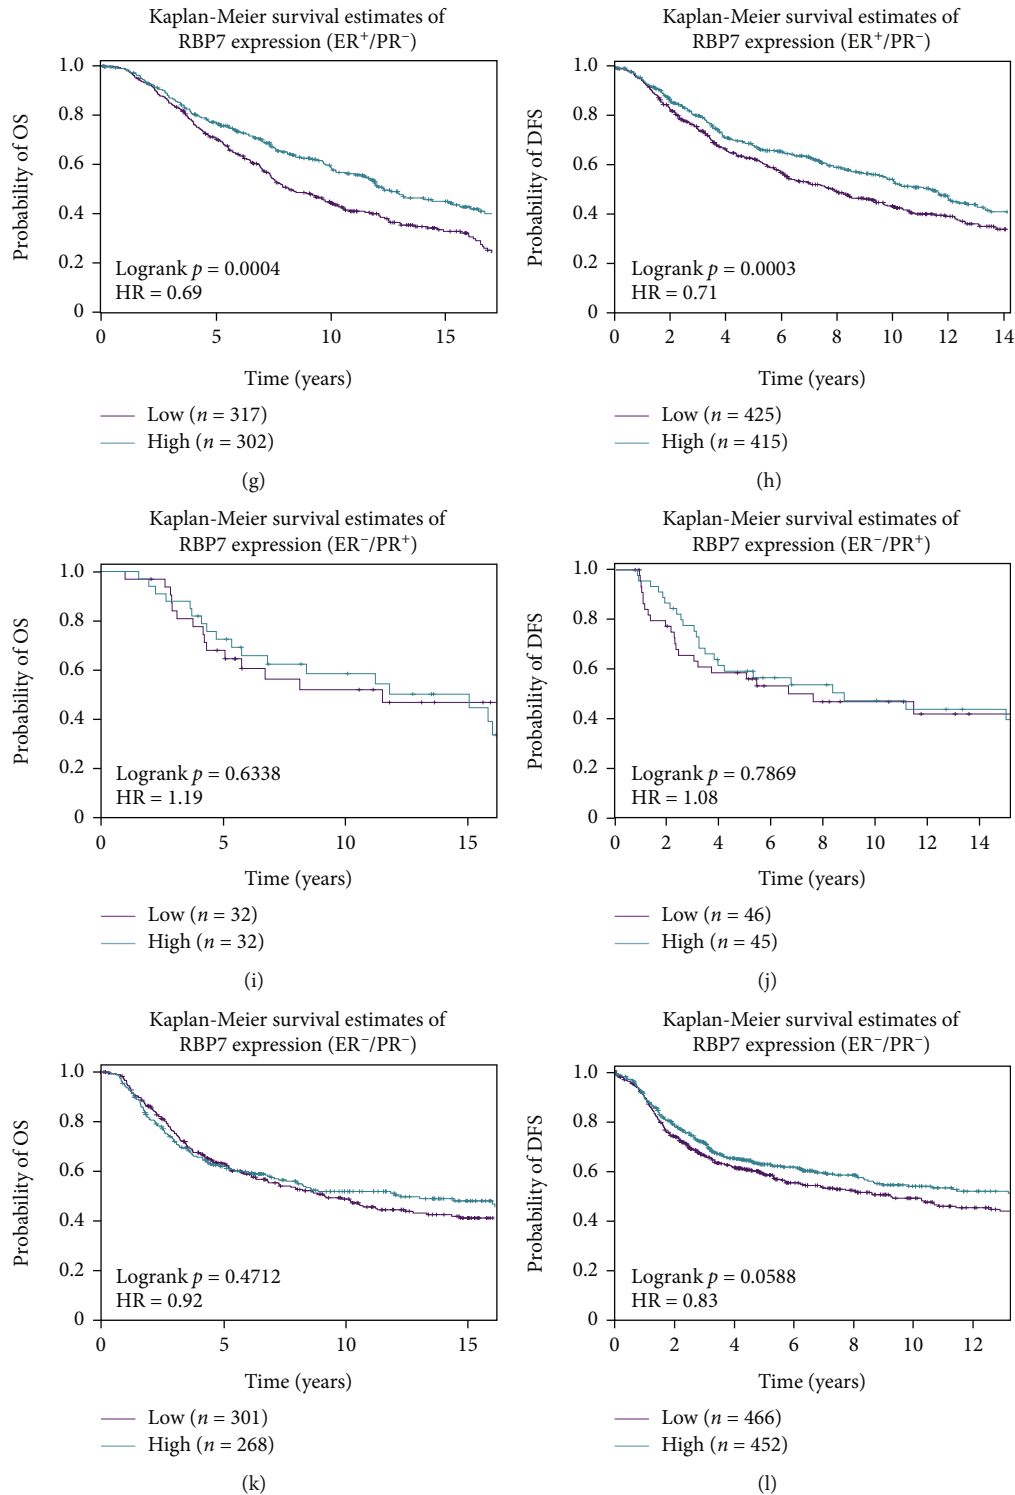 Kaplan-Meier survival estimates of
RBP7 expression (ER⁺/PR⁻)
Probability of OS
1.0
0.8
0.6
0.4
0.2
0
Logrank p = 0.0004
HR = 0.69
0 5 10 15
Time (years)
Low (n = 317)
High (n = 302)
(g)
Kaplan-Meier survival estimates of
RBP7 expression (ER⁺/PR⁻)
Probability of DFS
1.0
0.8
0.6
0.4
0.2
0
Logrank p = 0.0003
HR = 0.71
0 2 4 6 8 10 12 14
Time (years)
Low (n = 425)
High (n = 415)
(h)
Kaplan-Meier survival estimates of
RBP7 expression (ER⁻/PR⁺)
Probability of OS
1.0
0.8
0.6
0.4
0.2
0
Logrank p = 0.6338
HR = 1.19
0 5 10 15
Time (years)
Low (n = 32)
High (n = 32)
(i)
Kaplan-Meier survival estimates of
RBP7 expression (ER⁻/PR⁺)
Probability of DFS
1.0
0.8
0.6
0.4
0.2
0
Logrank p = 0.7869
HR = 1.08
0 2 4 6 8 10 12 14
Time (years)
Low (n = 46)
High (n = 45)
(j)
Kaplan-Meier survival estimates of
RBP7 expression (ER⁻/PR⁻)
Probability of OS
1.0
0.8
0.6
0.4
0.2
0
Logrank p = 0.4712
HR = 0.92
0 5 10 15
Time (years)
Low (n = 301)
High (n = 268)
(k)
Kaplan-Meier survival estimates of
RBP7 expression (ER⁻/PR⁻)
Probability of DFS
1.0
0.8
0.6
0.4
0.2
0
Logrank p = 0.0588
HR = 0.83
0 2 4 6 8 10 12
Time (years)
Low (n = 466)
High (n = 452)
(l)